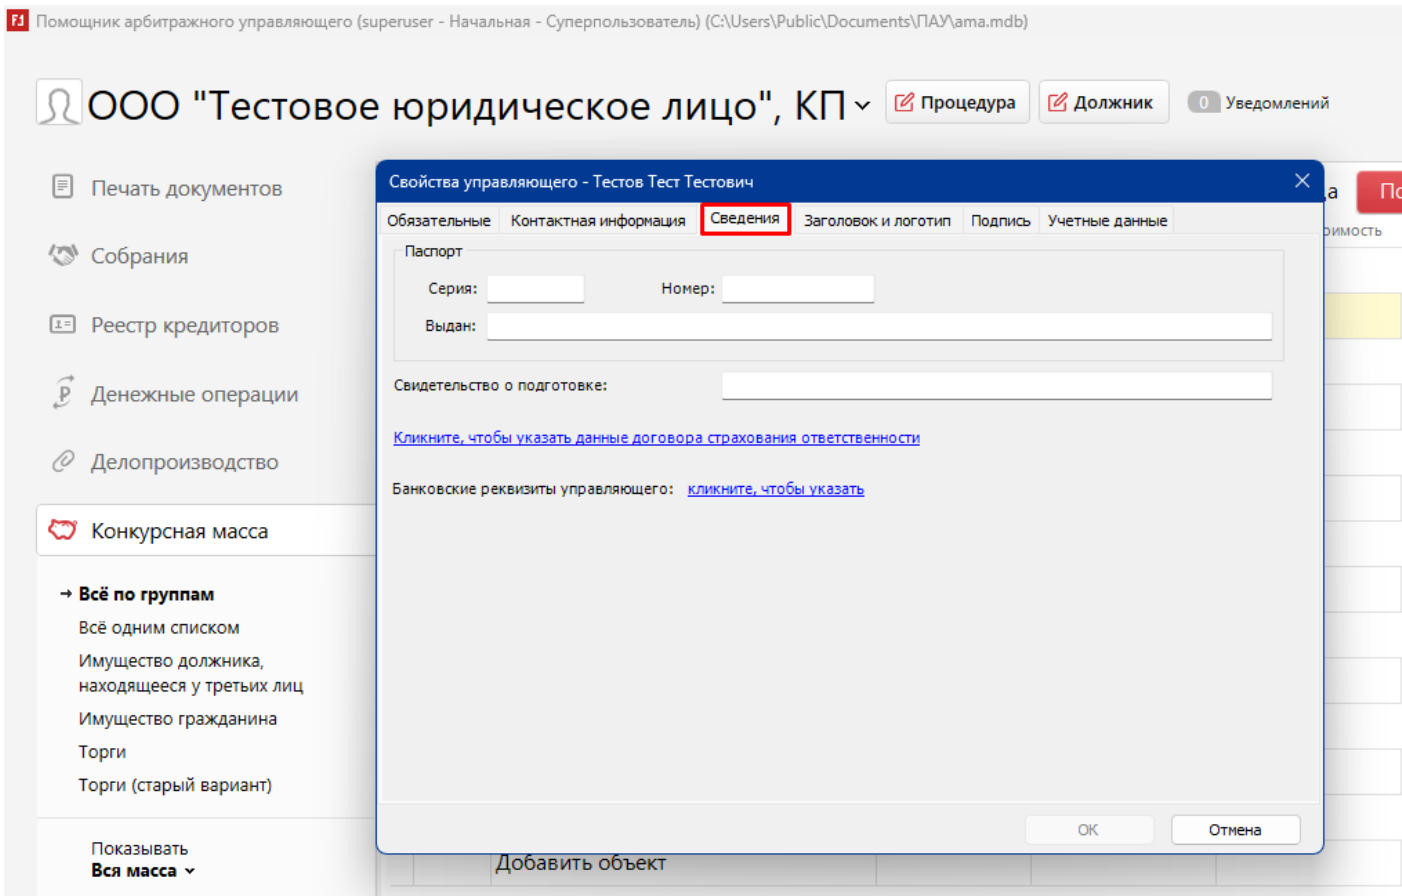 Помощник арбитражного управляющего (superuser - Начальная - Суперпользователь) (C:\Users\Public\Documents\ПАУ\ama.mdb)
ООО "Тестовое юридическое лицо", КП
Процедура
Должник
0 Уведомлений
Печать документов
Собрания
Реестр кредиторов
Денежные операции
Делопроизводство
Конкурсная масса
→ Всё по группам
Всё одним списком
Имущество должника,
находящееся у третьих лиц
Имущество гражданина
Торги
Торги (старый вариант)
Показывать
Вся масса
Свойства управляющего - Тестов Тест Тестович
Обязательные Контактная информация Сведения Заголовок и логотип Подпись Учетные данные
Паспорт
Серия: Номер:
Выдан:
Свидетельство о подготовке:
Кликните, чтобы указать данные договора страхования ответственности
Банковские реквизиты управляющего: кликните, чтобы указать
ОК Отмена
Добавить объект